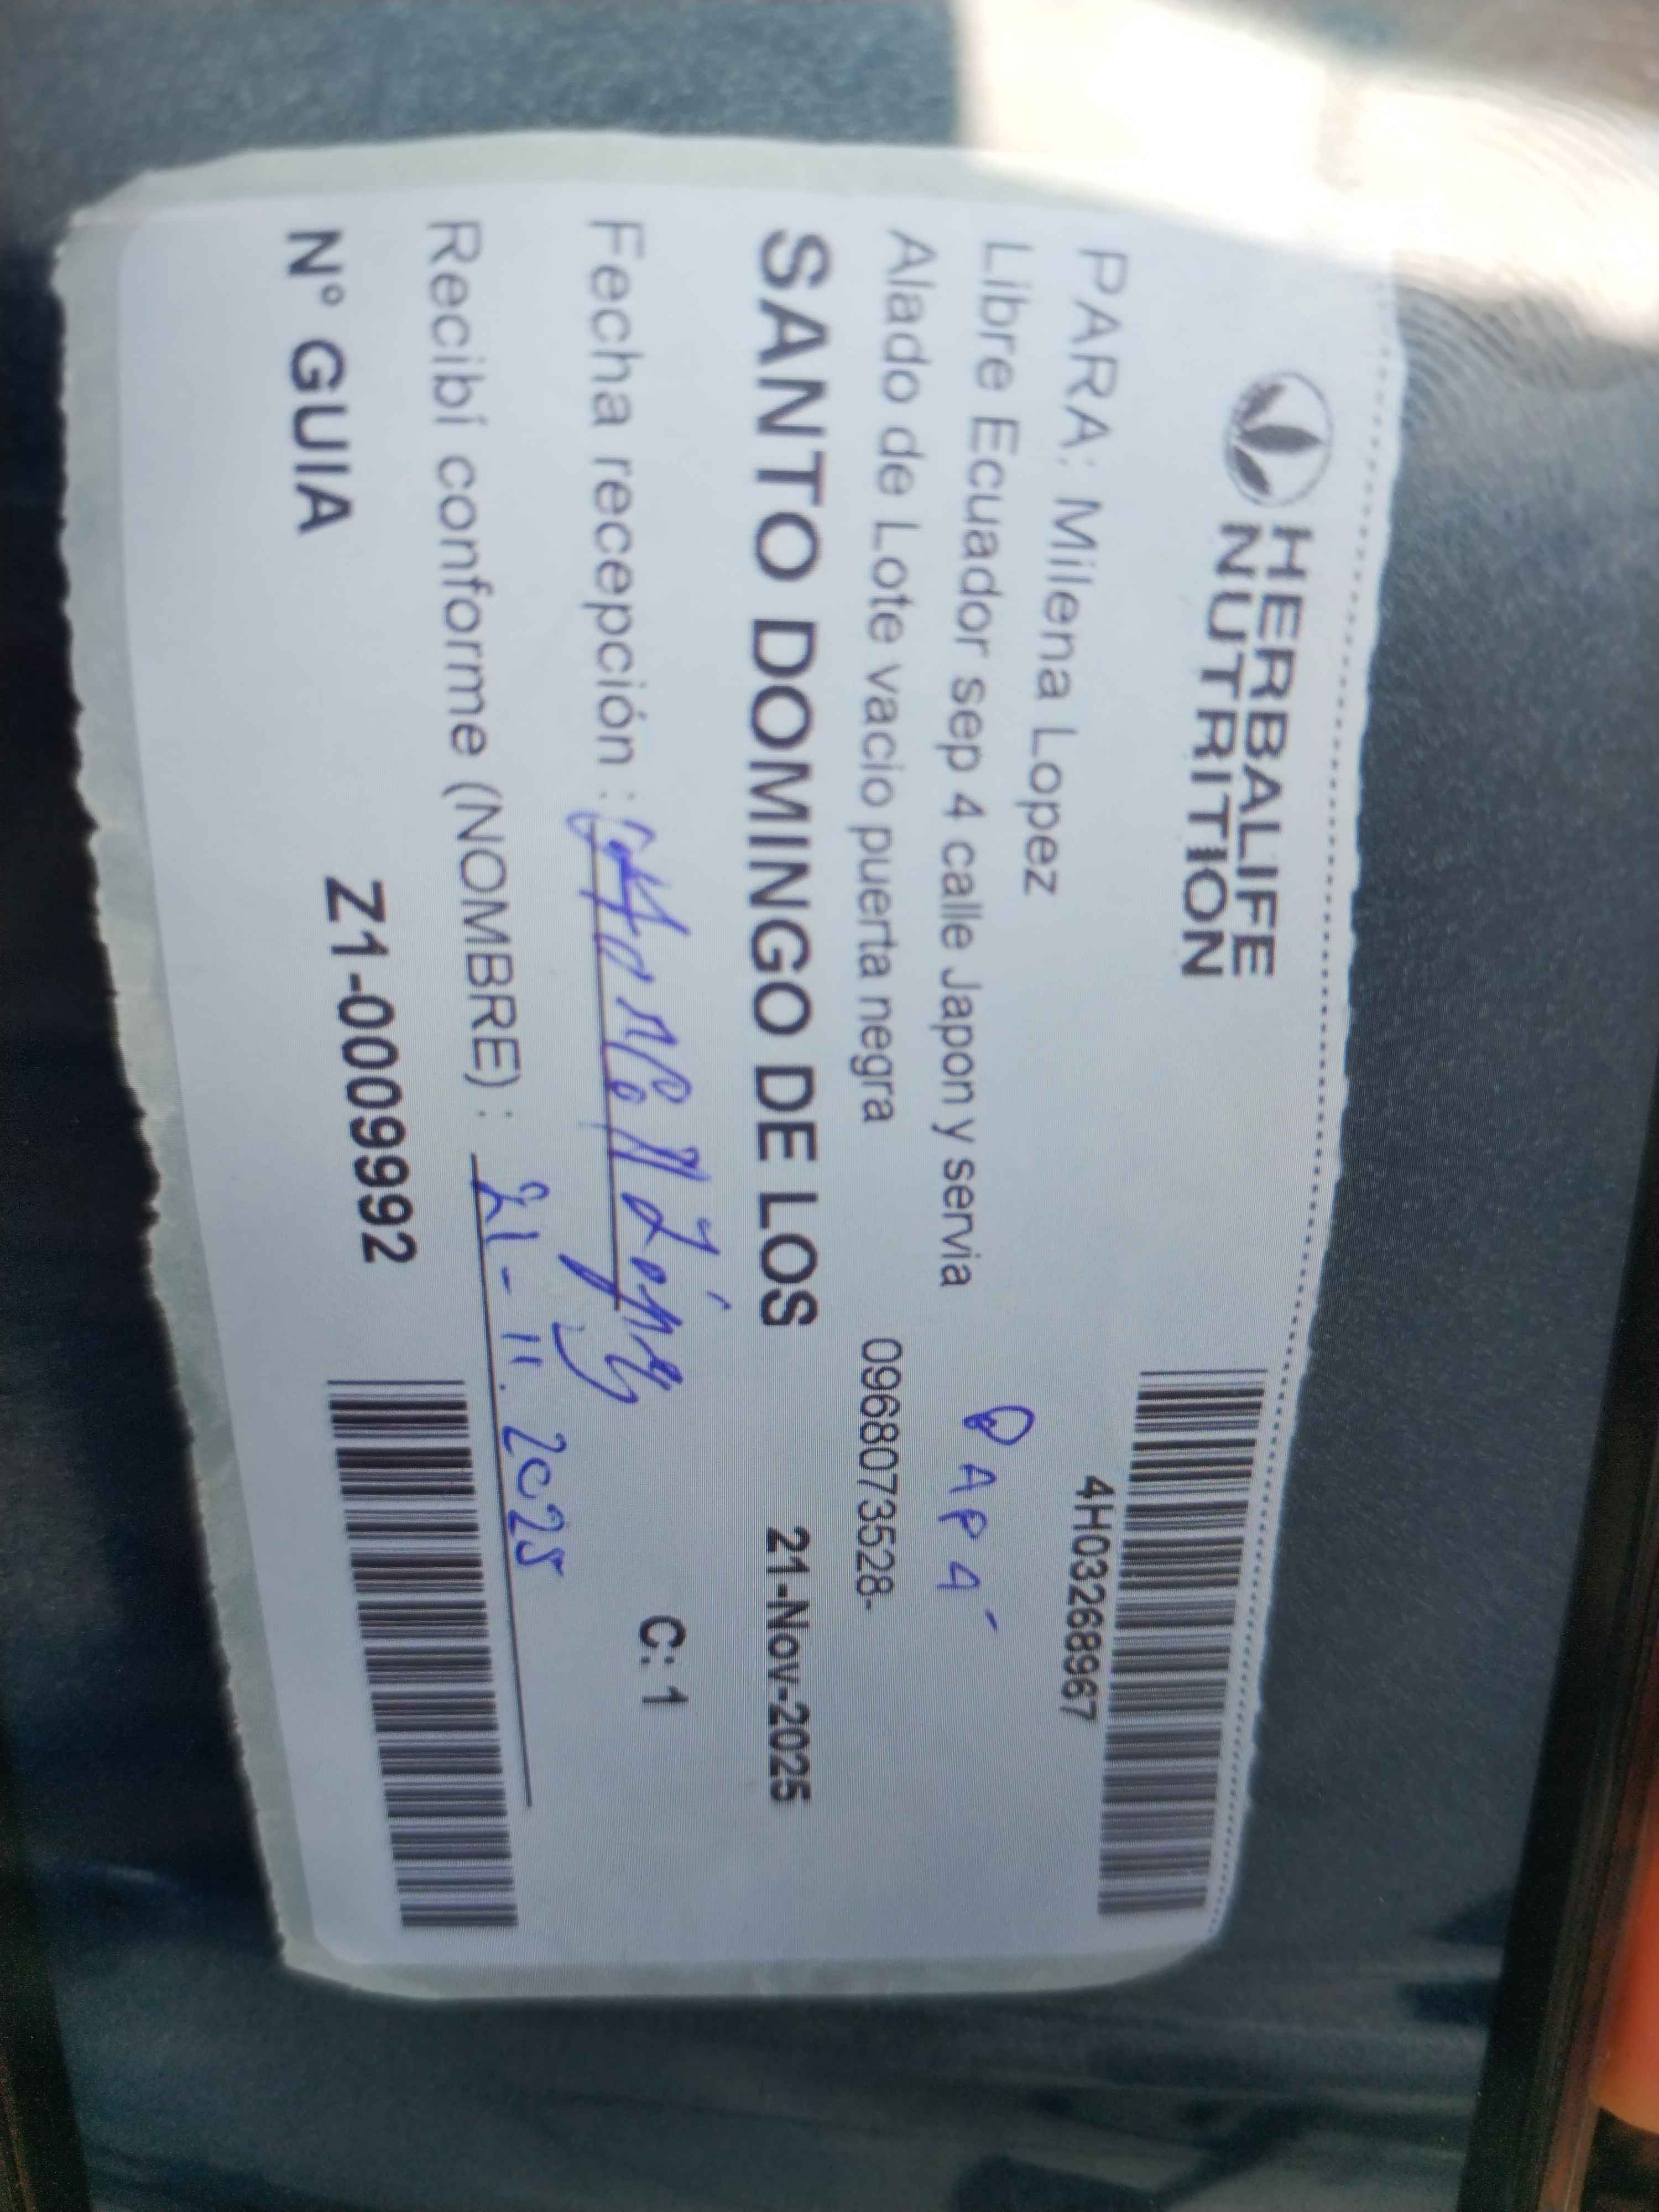 HERBALIFE
NUTRITION
4H03268967
PARA: Milena Lopez
Libre Ecuador sep 4 calle Japon y servia
PAPÁ
Alado de Lote vacio puerta negra 0968073528-
SANTO DOMINGO DE LOS 21-Nov-2025
Fecha recepción : López C: 1
Recibí conforme (NOMBRE) : 21-11.2025
N° GUIA Z1-0009992